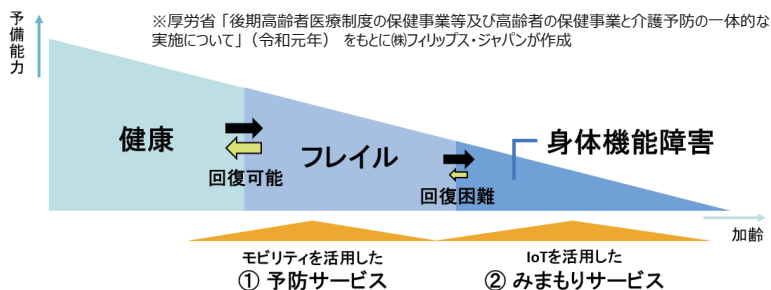 予備能力
※厚労省「後期高齢者医療制度の保健事業等及び高齢者の保健事業と介護予防の一体的な
実施について」（令和元年） をもとに㈱フィリップス・ジャパンが作成
健康
回復可能
フレイル
回復困難
身体機能障害
加齢
モビリティを活用した
① 予防サービス
IoTを活用した
② みまもりサービス